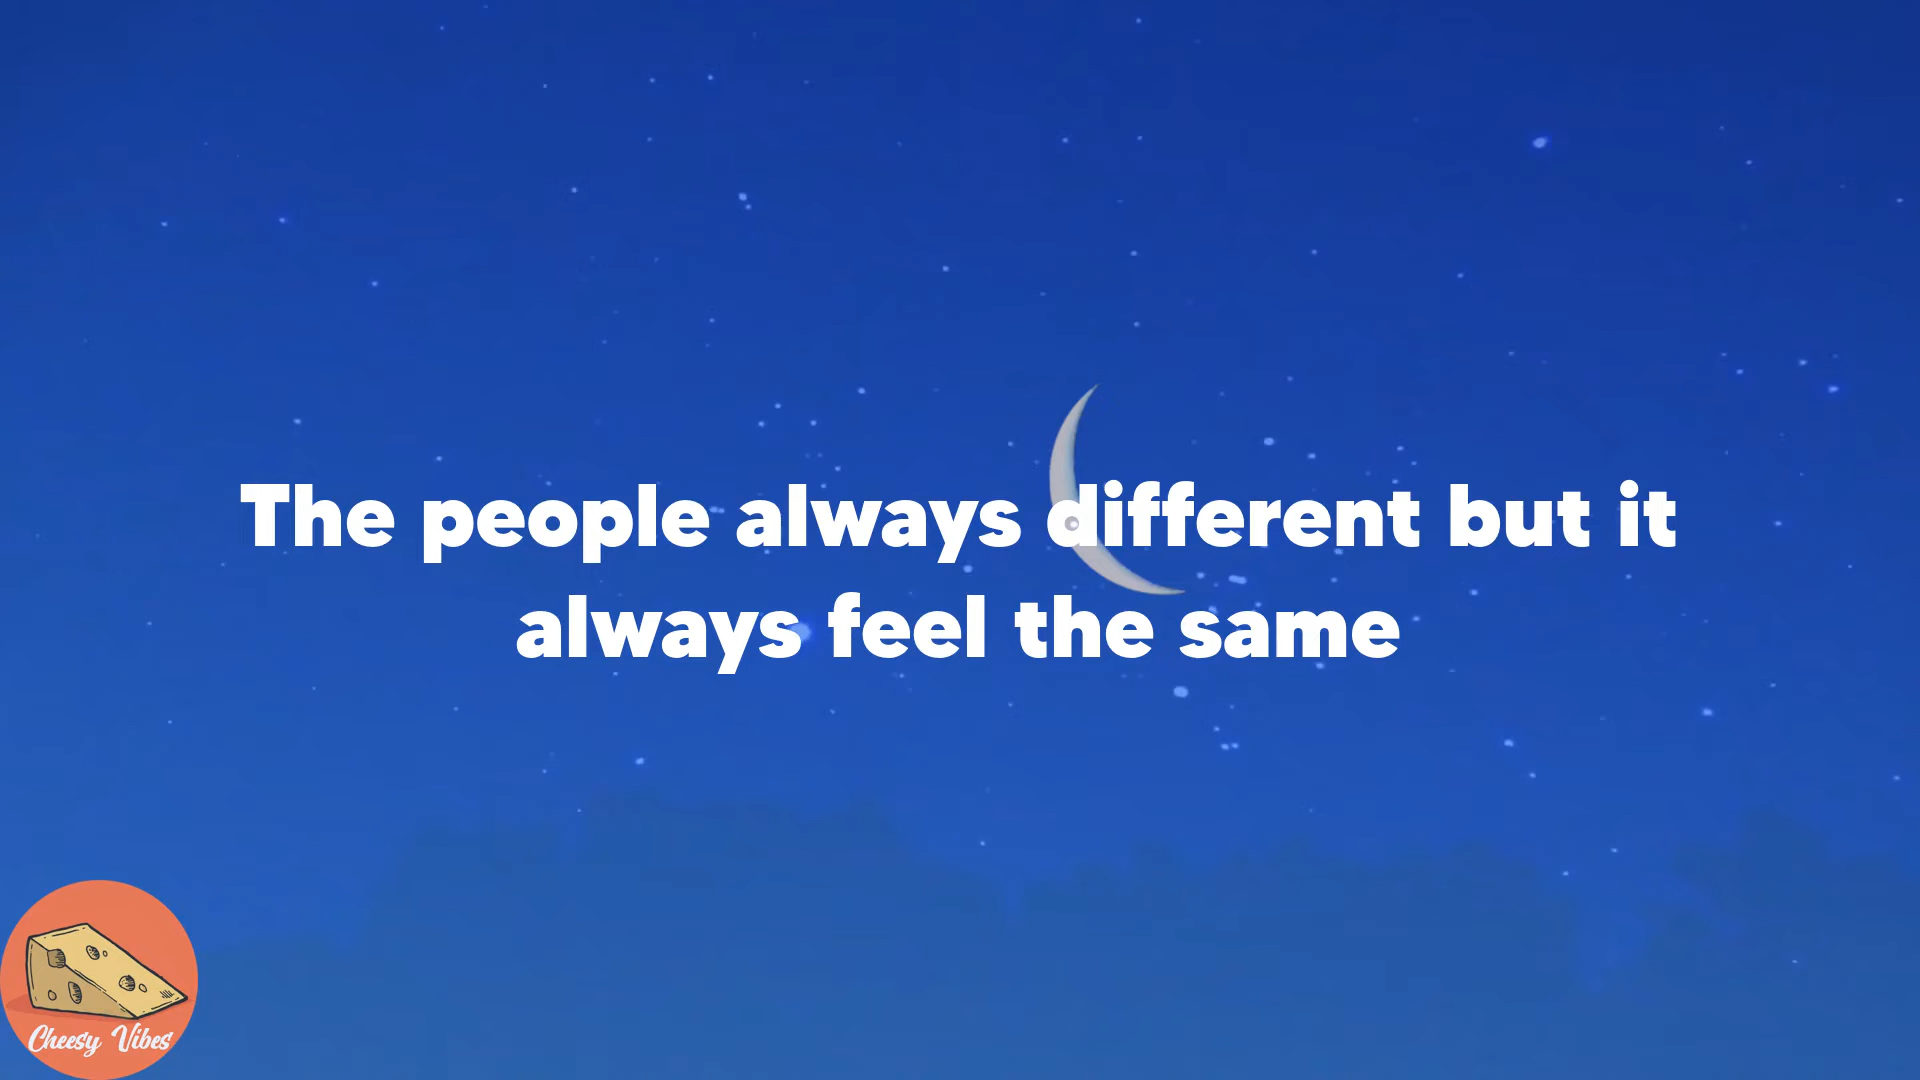 The people always different but it
always feel the same
Cheesy Vibes